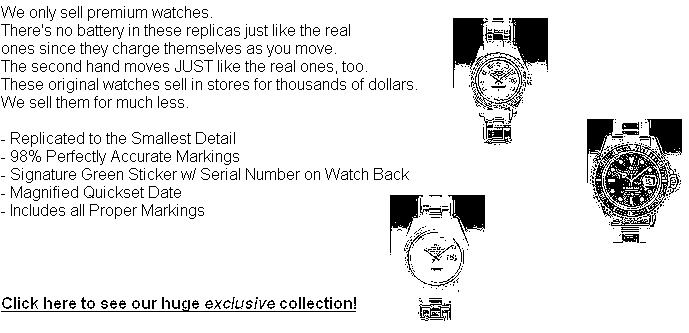 We only sell premium watches.
There's no battery in these replicas just like the real
ones since they charge themselves as you move.
The second hand moves JUST like the real ones, too.
These original watches sell in stores for thousands of dollars.
We sell them for much less.
- Replicated to the Smallest Detail
- 98% Perfectly Accurate Markings
- Signature Green Sticker w/ Serial Number on Watch Back
- Magnified Quickset Date
- Includes all Proper Markings
Click here to see our huge exclusive collection!